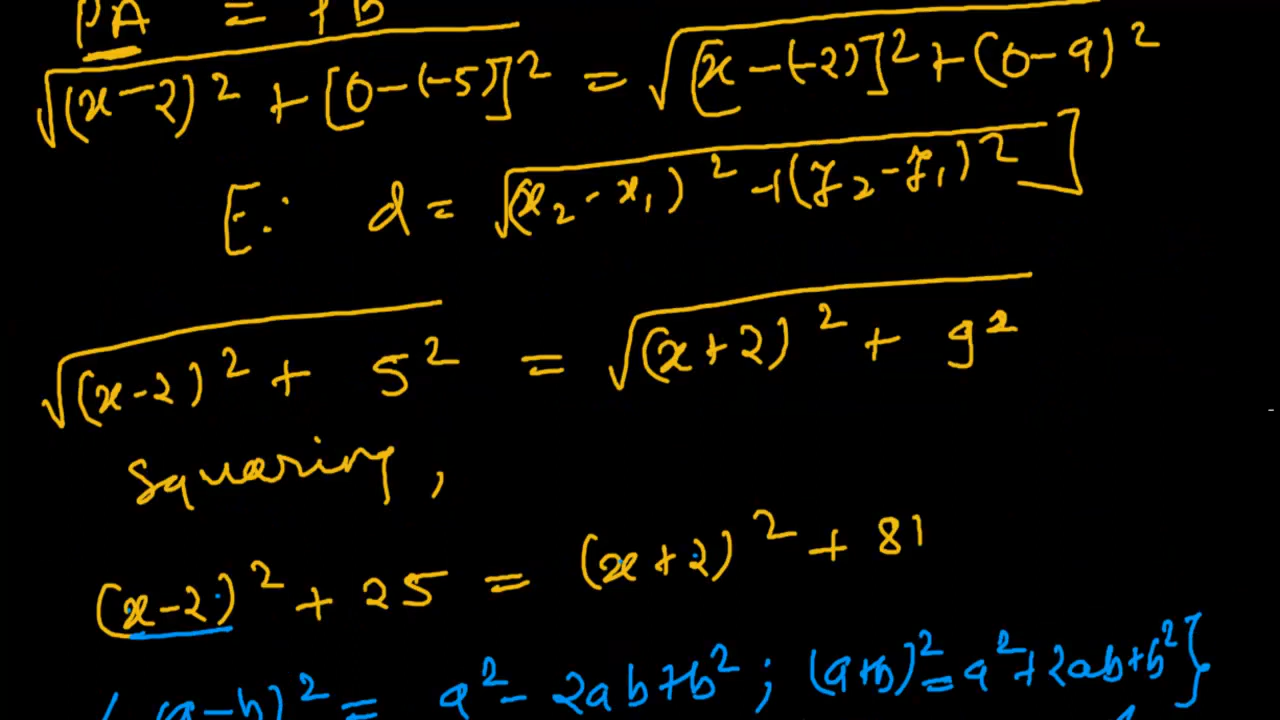 PA = PB
√(x-2)² + [0-(-5)]² = √[x-(-2)]² + (0-9)²
[∵ d = √(x₂-x₁)² + (y₂-y₁)²]
√(x-2)² + 5² = √(x+2)² + 9²
Squaring,
(x-2)² + 25 = (x+2)² + 81
{(a-b)² = a² - 2ab+b² ; (a+b)² = a²+2ab+b²}